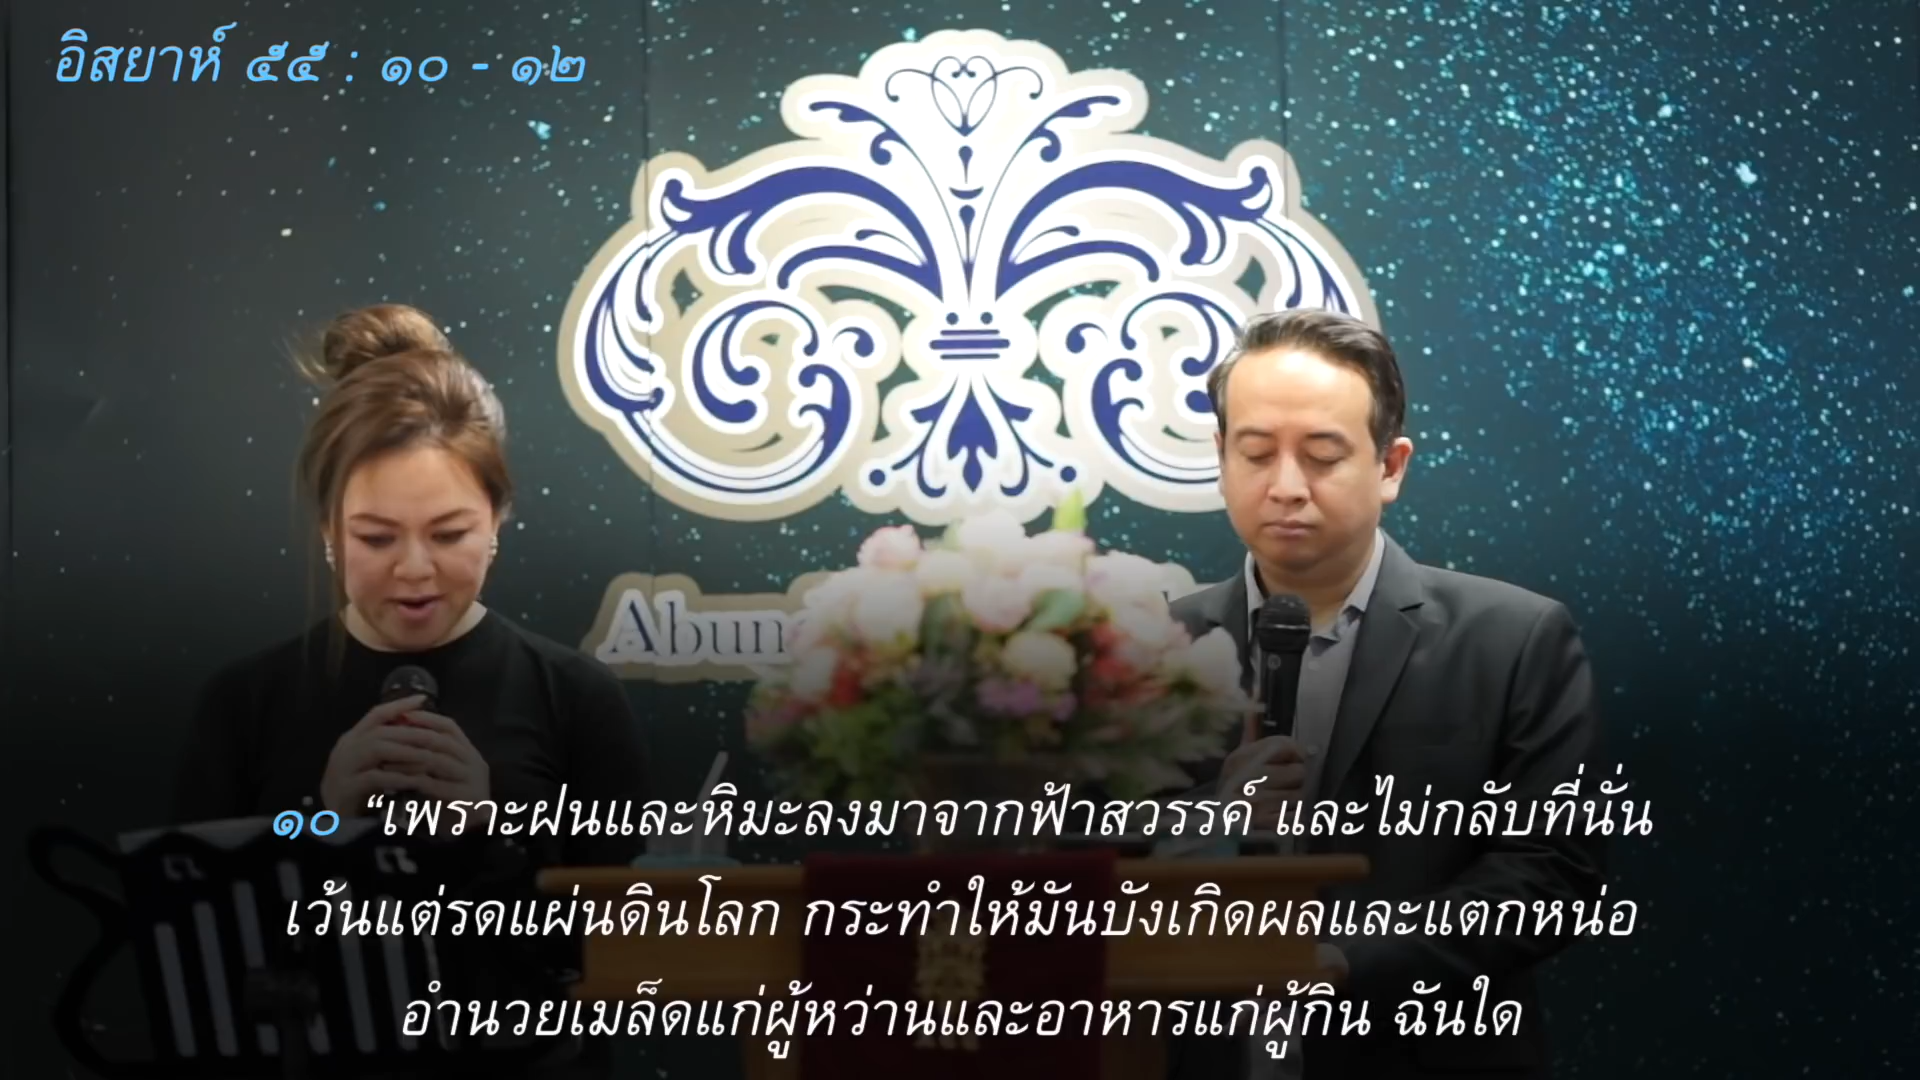 อิสยาห์ ๕๕ : ๑๐ - ๑๒
๑๐ “เพราะฝนและหิมะลงมาจากฟ้าสวรรค์ และไม่กลับที่นั่น
เว้นแต่รดแผ่นดินโลก กระทำให้มันบังเกิดผลและแตกหน่อ
อำนวยเมล็ดแก่ผู้หว่านและอาหารแก่ผู้กิน ฉันใด